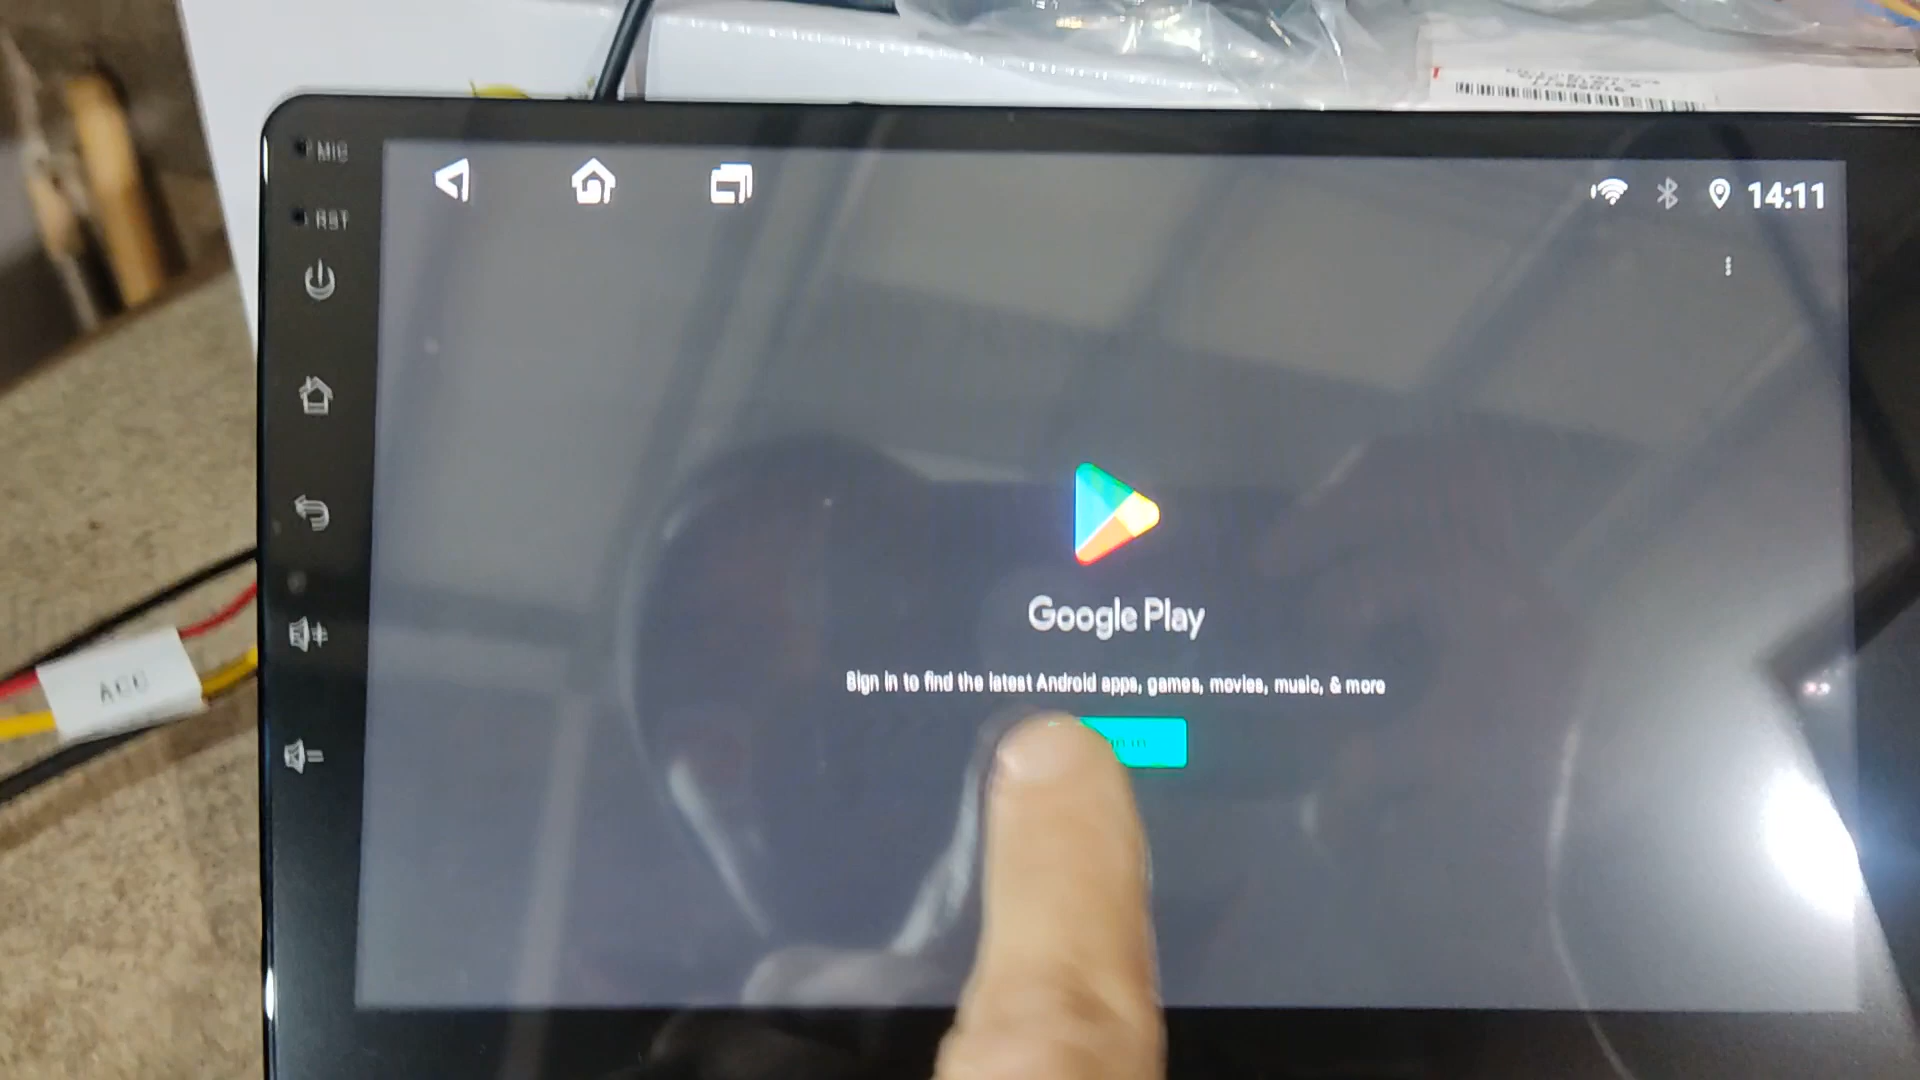 MIC
RST
14:11
Google Play
Sign in to find the latest Android apps, games, movies, music, & more
ACC